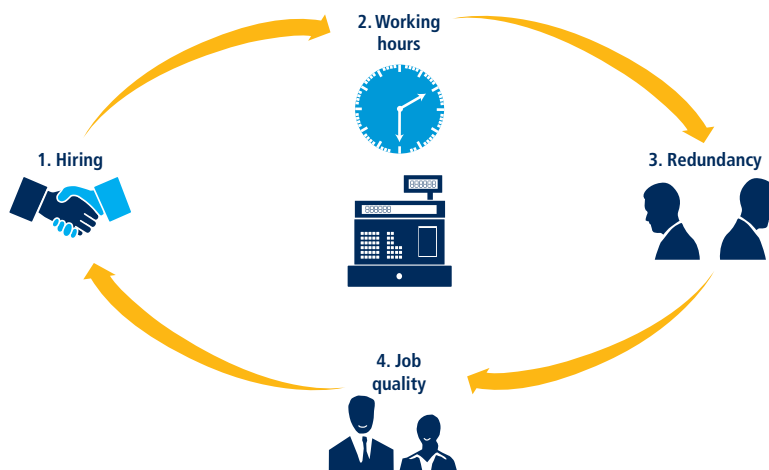 2. Working
hours
1. Hiring
3. Redundancy
4. Job
quality